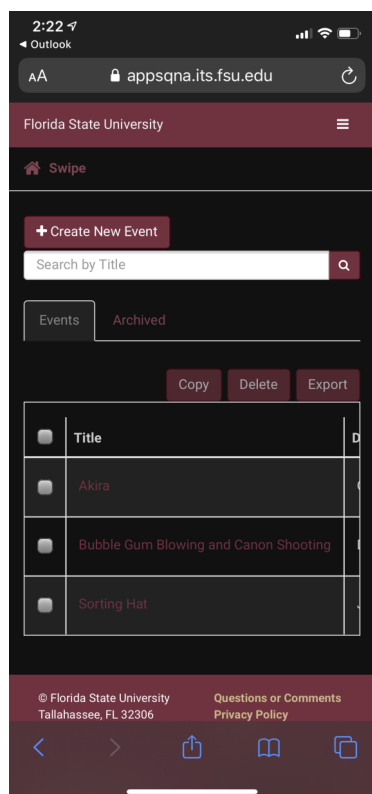 2:22
◀ Outlook
AA appsqna.its.fsu.edu
Florida State University
Swipe
+ Create New Event
Search by Title
Events Archived
Copy Delete Export
Title
Akira
Bubble Gum Blowing and Canon Shooting
Sorting Hat
© Florida State University
Tallahassee, FL 32306
Questions or Comments
Privacy Policy